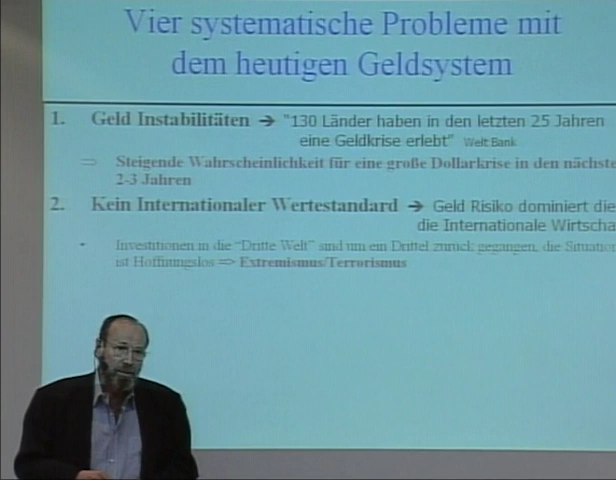 Vier systematische Probleme mit
dem heutigen Geldsystem
1. Geld Instabilitäten ➔ "130 Länder haben in den letzten 25 Jahren
eine Geldkrise erlebt" Welt Bank
⇒ Steigende Wahrscheinlichkeit für eine große Dollarkrise in den nächste
2-3 Jahren
2. Kein Internationaler Wertestandard ➔ Geld Risiko dominiert die
die Internationale Wirtscha
• Investitionen in die "Dritte Welt" sind um ein Drittel zurück gegangen, die Situation
ist Hoffnungslos => Extremismus/Terrorismus